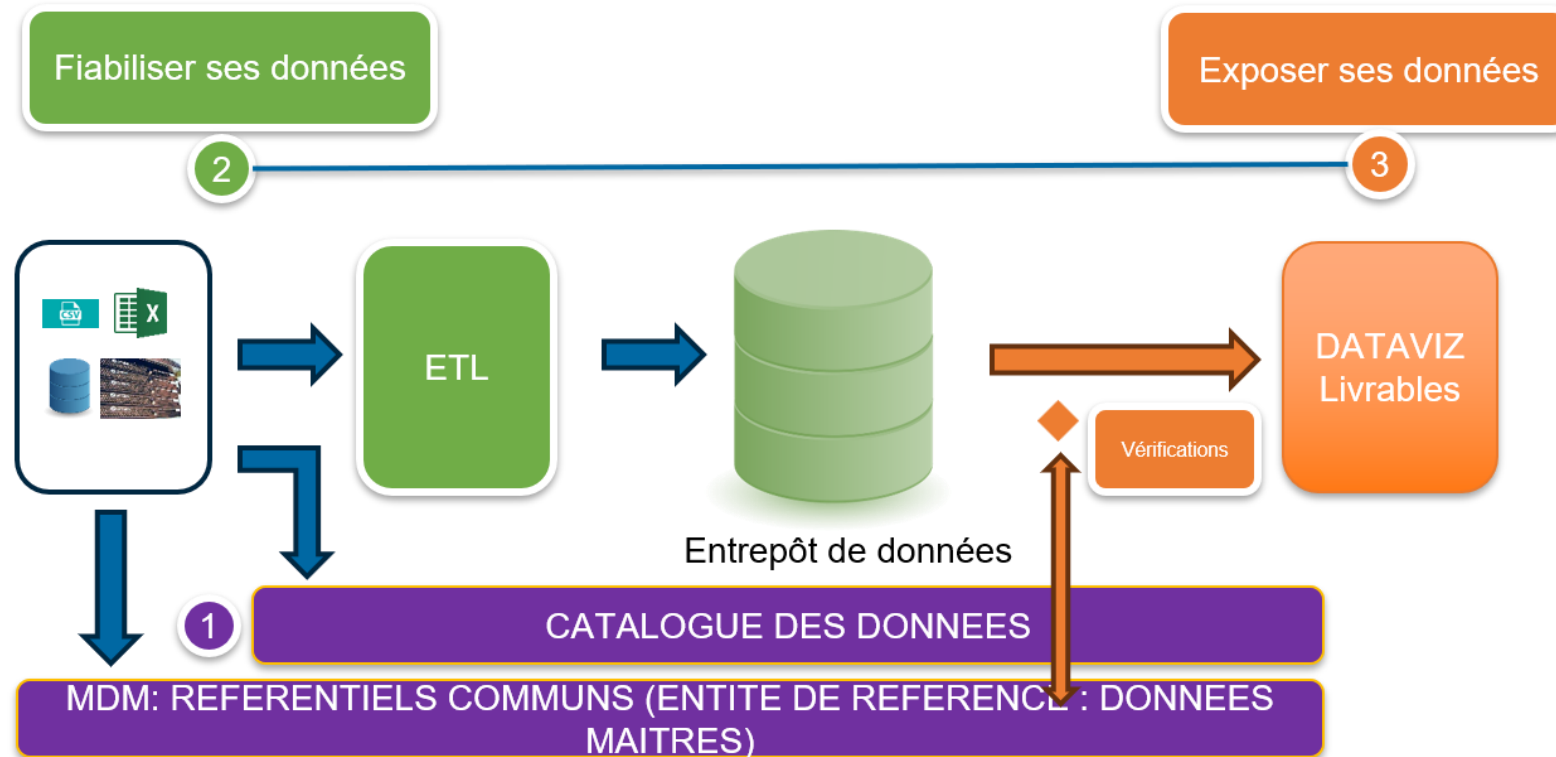 Fiabiliser ses données
Exposer ses données
2
3
CSV
X
ETL
DATAVIZ
Livrables
Vérifications
Entrepôt de données
1
CATALOGUE DES DONNEES
MDM: REFERENTIELS COMMUNS (ENTITE DE REFERENCE : DONNEES
MAITRES)